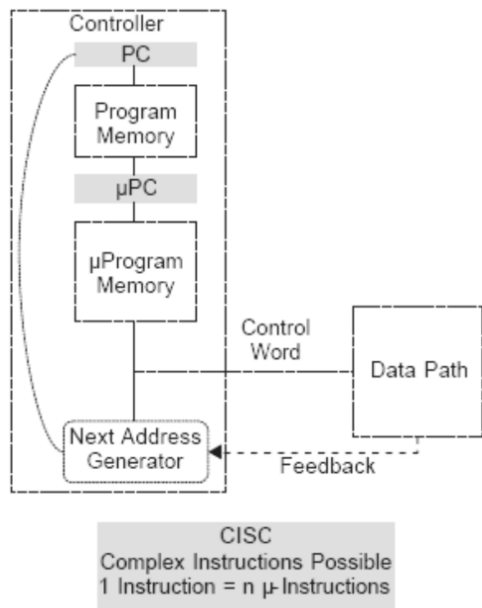 Controller
PC
Program
Memory
µPC
µProgram
Memory
Control
Word
Data Path
Next Address
Generator
Feedback
CISC
Complex Instructions Possible
1 Instruction = n µ-Instructions